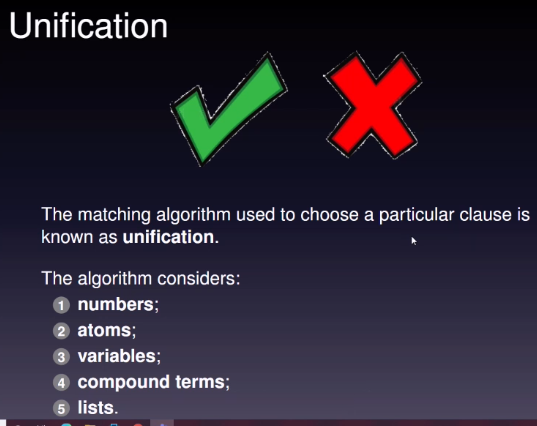 Unification
The matching algorithm used to choose a particular clause is
known as unification.
The algorithm considers:
1 numbers;
2 atoms;
3 variables;
4 compound terms;
5 lists.